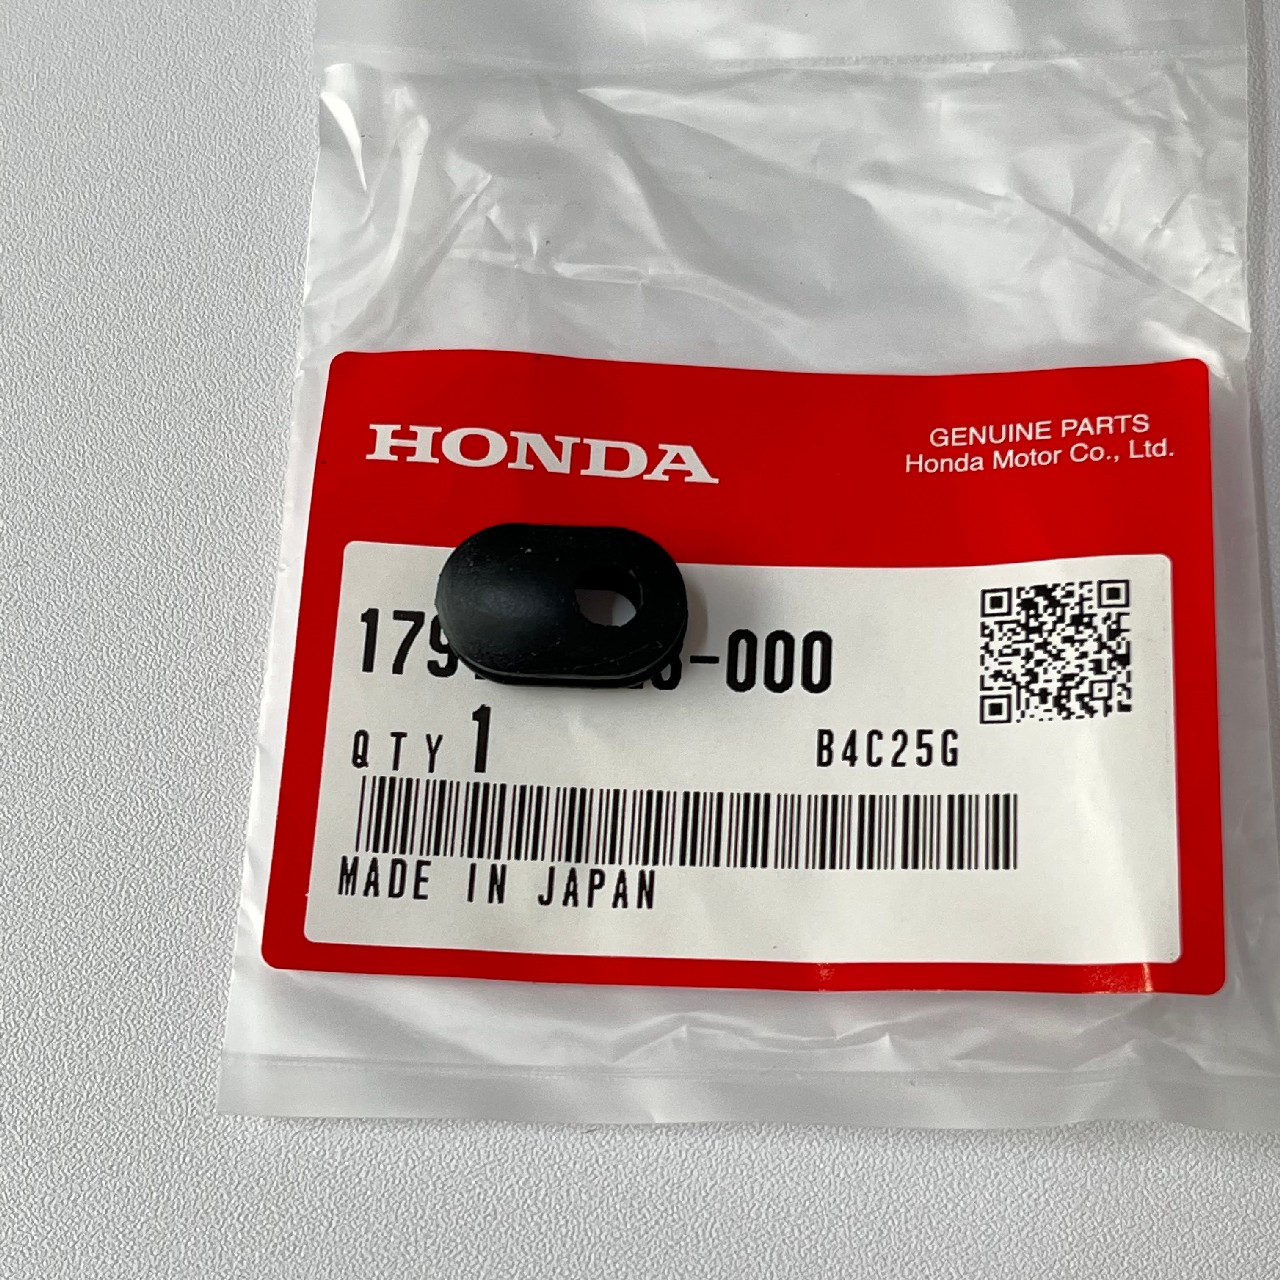 HONDA
GENUINE PARTS
Honda Motor Co., Ltd.
-000
QTY 1
B4C25G
MADE IN JAPAN